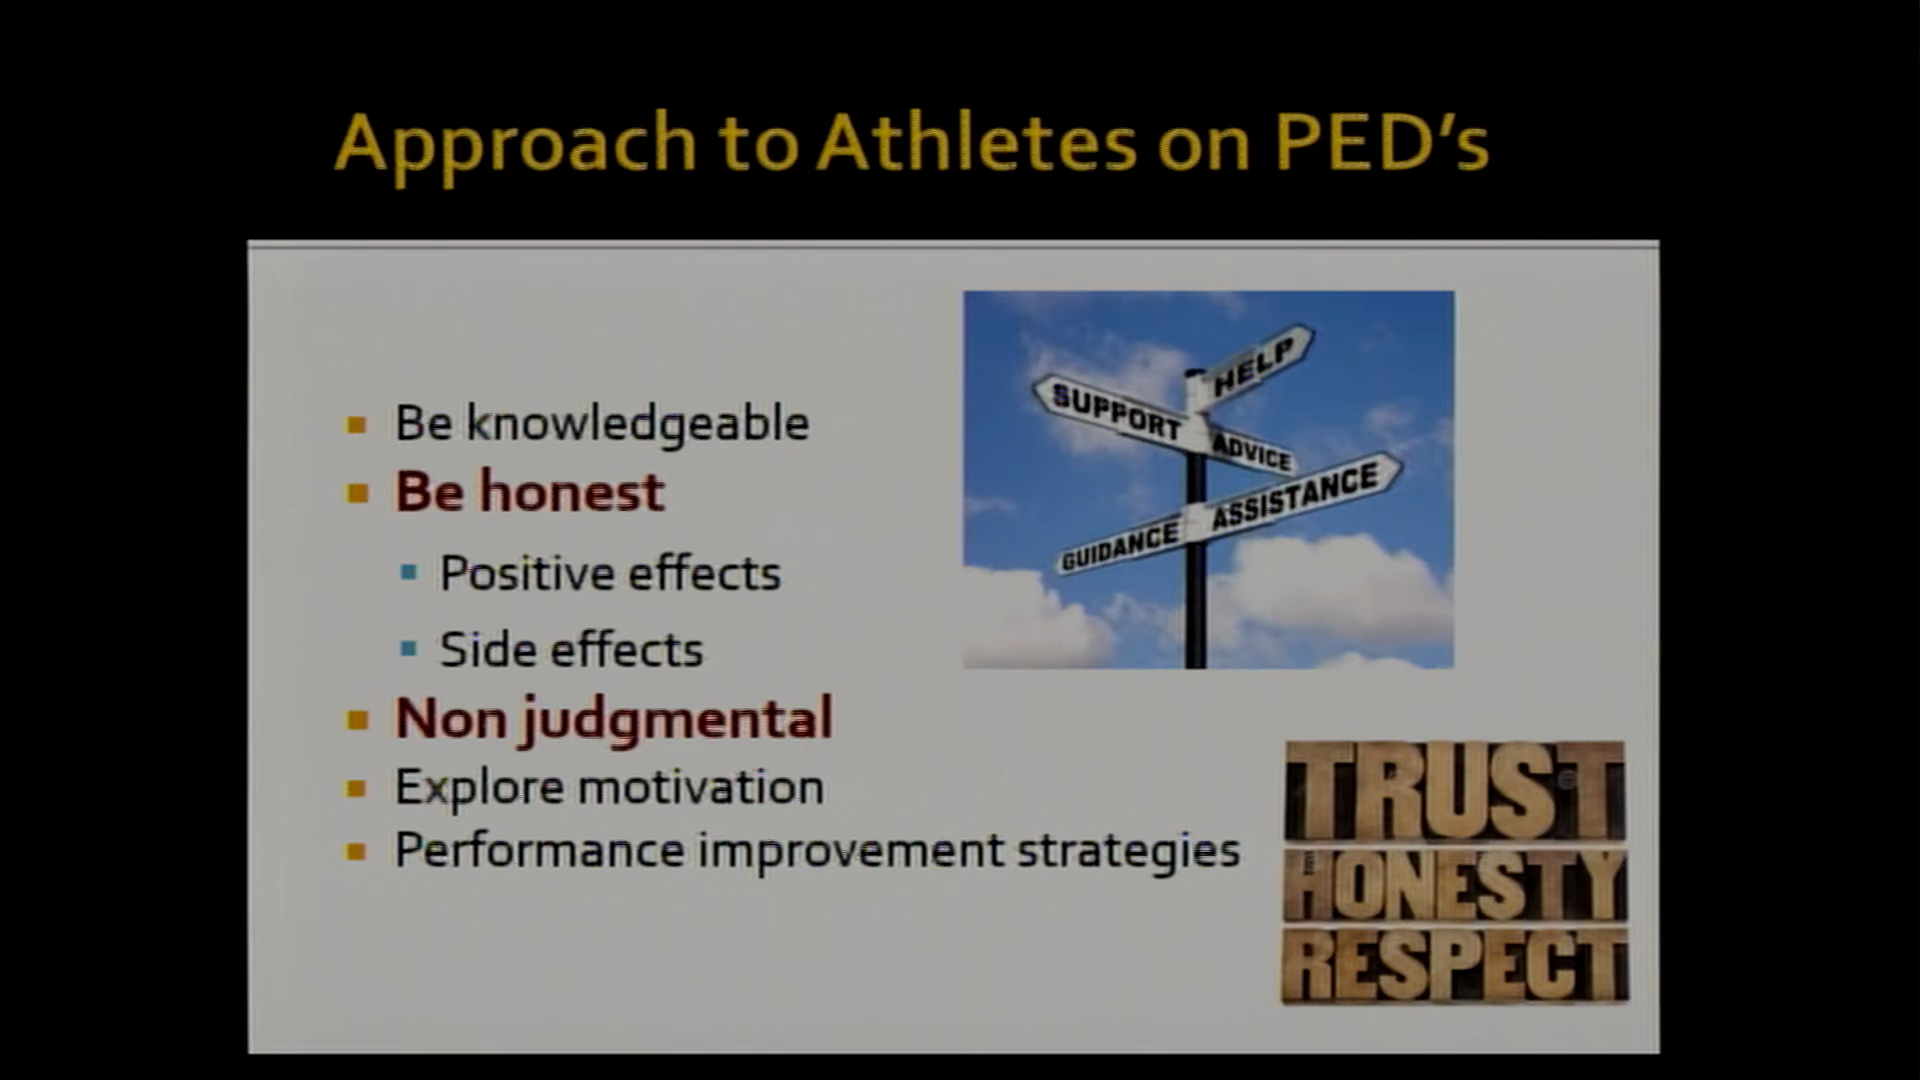 Approach to Athletes on PED's
Be knowledgeable
Be honest
Positive effects
Side effects
Non judgmental
Explore motivation
Performance improvement strategies
HELP
SUPPORT
ADVICE
ASSISTANCE
GUIDANCE
TRUST
HONESTY
RESPECT